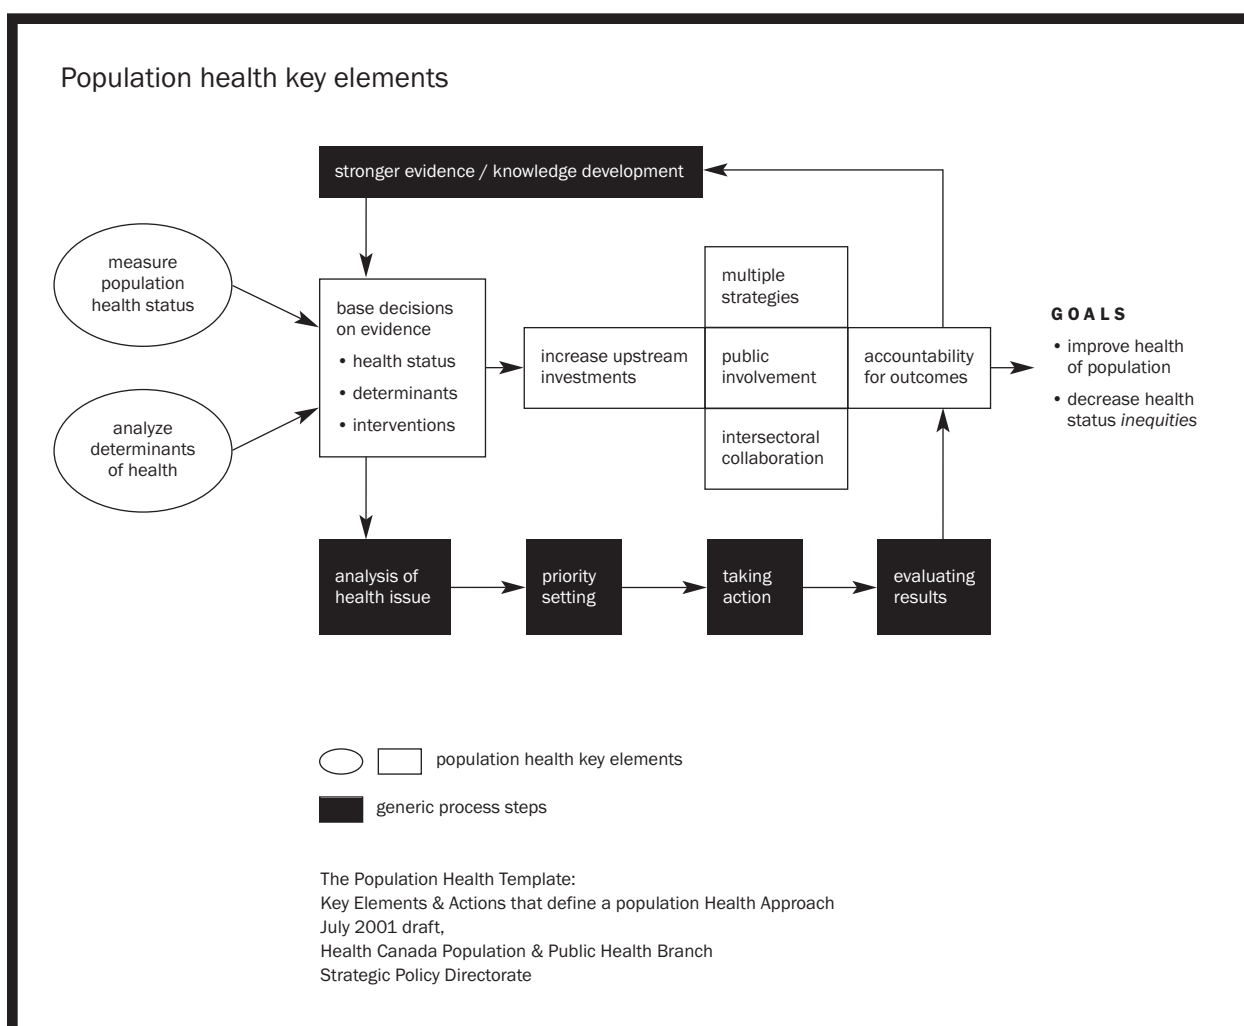 Population health key elements
stronger evidence / knowledge development
measure
population
health status
analyze
determinants
of health
base decisions
on evidence
• health status
• determinants
• interventions
increase upstream
investments
multiple
strategies
public
involvement
intersectoral
collaboration
accountability
for outcomes
GOALS
• improve health
of population
• decrease health
status inequities
analysis of
health issue
priority
setting
taking
action
evaluating
results
population health key elements
generic process steps
The Population Health Template:
Key Elements & Actions that define a population Health Approach
July 2001 draft,
Health Canada Population & Public Health Branch
Strategic Policy Directorate